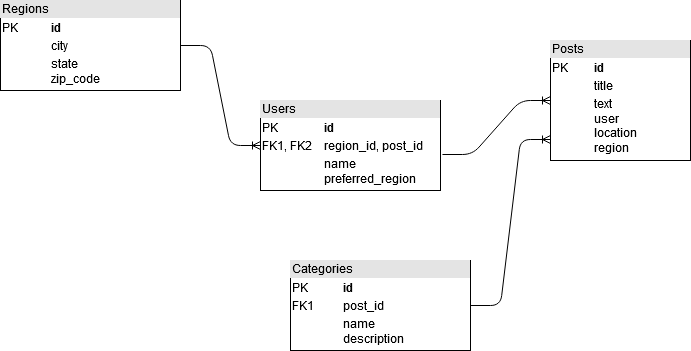 Regions
PK id
city
state
zip_code
Users
PK id
FK1, FK2 region_id, post_id
name
preferred_region
Posts
PK id
title
text
user
location
region
Categories
PK id
FK1 post_id
name
description